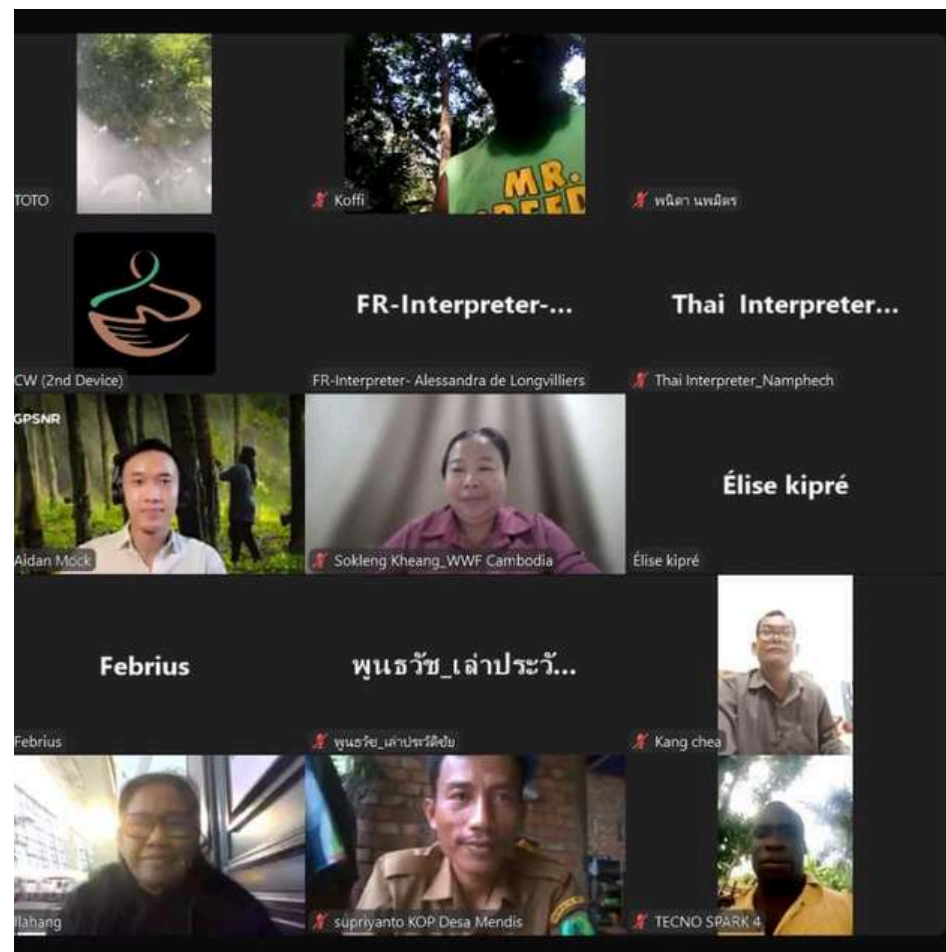 TOTO
MR.
Koffi
พนิตา นพมิตร
CW (2nd Device)
FR-Interpreter-...
FR-Interpreter- Alessandra de Longvilliers
Thai Interpreter...
Thai Interpreter_Namphech
GPSNR
Aidan Mock
Sokleng Kheang_WWF Cambodia
Élise kipré
Élise kipré
Febrius
Febrius
พูนธวัช_เล่าประวั...
พูนธวัช_เล่าประวัติชัย
Kang chea
llahang
supriyanto KOP Desa Mendis
TECNO SPARK 4